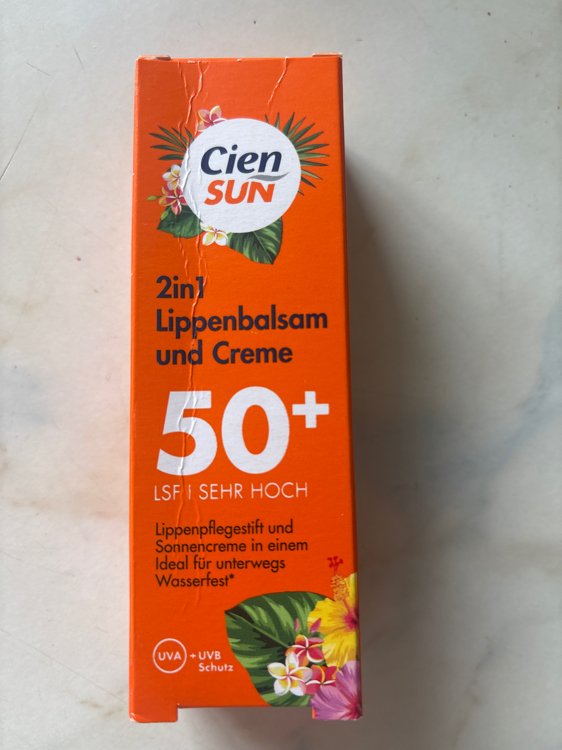 Cien
SUN
2in1
Lippenbalsam
und Creme
50+
LSF | SEHR HOCH
Lippenpflegestift und
Sonnencreme in einem
Ideal für unterwegs
Wasserfest*
UVA + UVB
Schutz